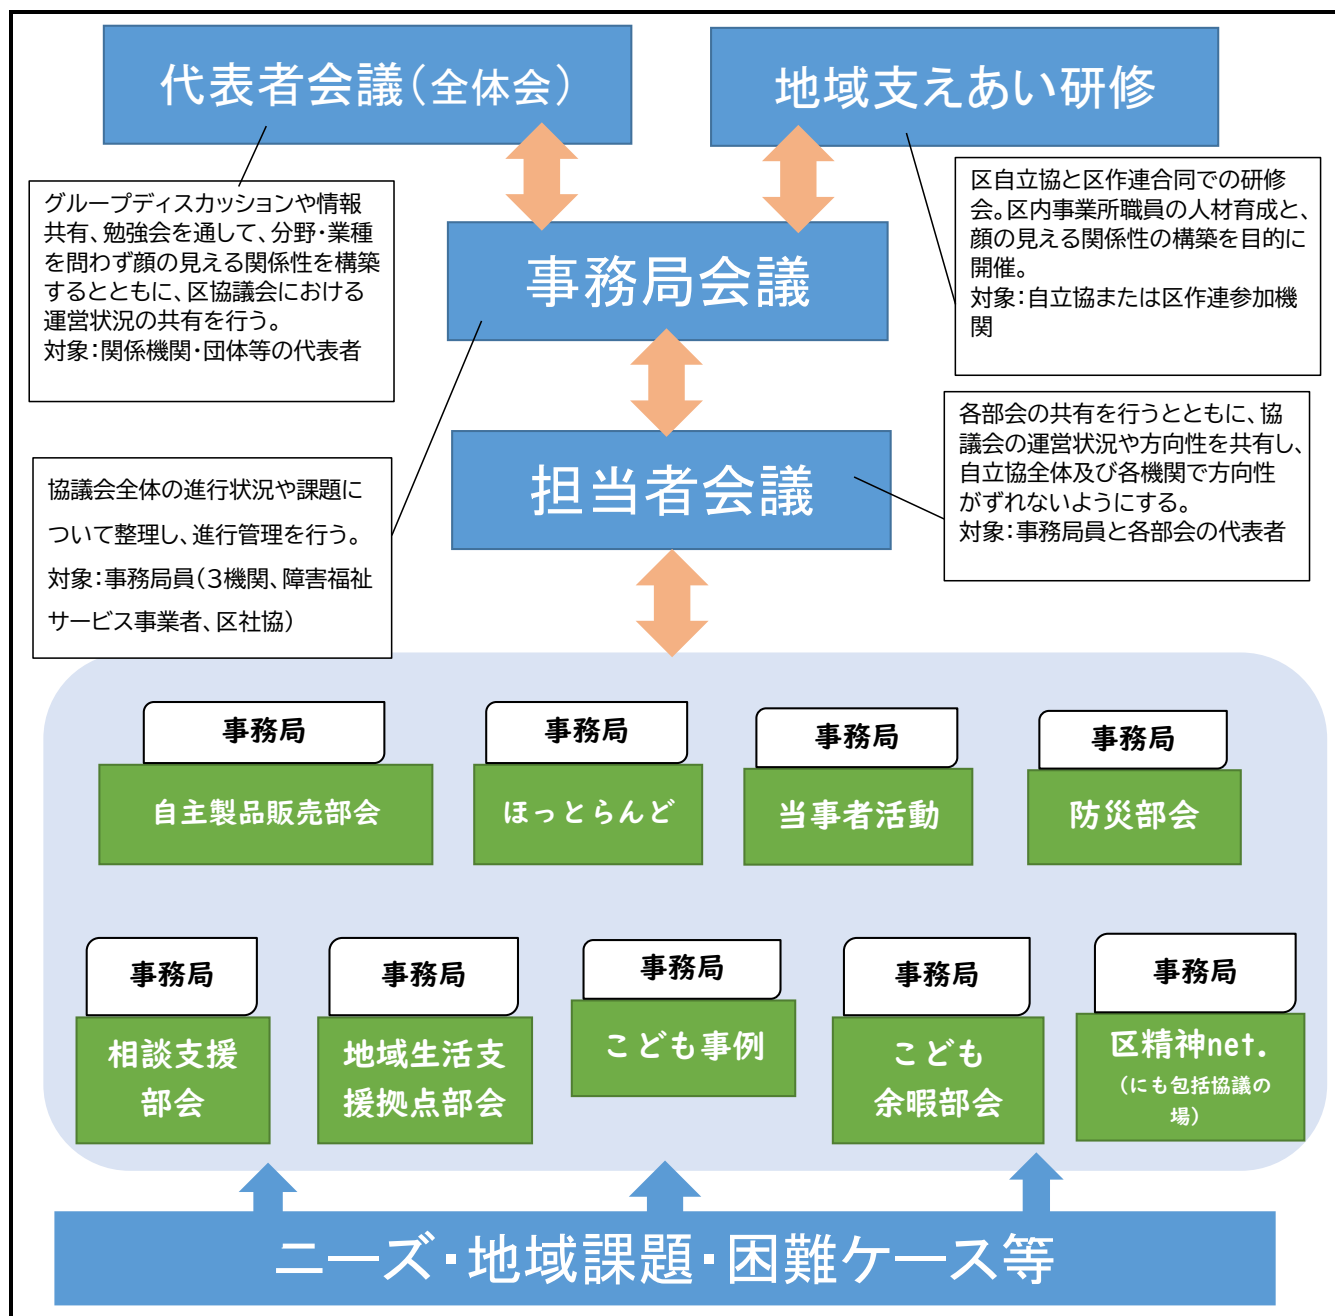 代表者会議（全体会）
地域支えあい研修
グループディスカッションや情報
共有、勉強会を通して、分野・業種
を問わず顔の見える関係性を構築
するとともに、区協議会における
運営状況の共有を行う。
対象：関係機関・団体等の代表者
区自立協と区作連合同での研修
会。区内事業所職員の人材育成と、
顔の見える関係性の構築を目的に
開催。
対象：自立協または区作連参加機
関
事務局会議
各部会の共有を行うとともに、協
議会の運営状況や方向性を共有し、
自立協全体及び各機関で方向性
がずれないようにする。
対象：事務局員と各部会の代表者
担当者会議
協議会全体の進行状況や課題に
ついて整理し、進行管理を行う。
対象：事務局員（３機関、障害福祉
サービス事業者、区社協）
事務局
自主製品販売部会
事務局
ほっとらんど
事務局
当事者活動
事務局
防災部会
事務局
相談支援
部会
事務局
地域生活支
援拠点部会
事務局
こども事例
事務局
こども
余暇部会
事務局
区精神net.
（にも包括協議の
場）
ニーズ・地域課題・困難ケース等